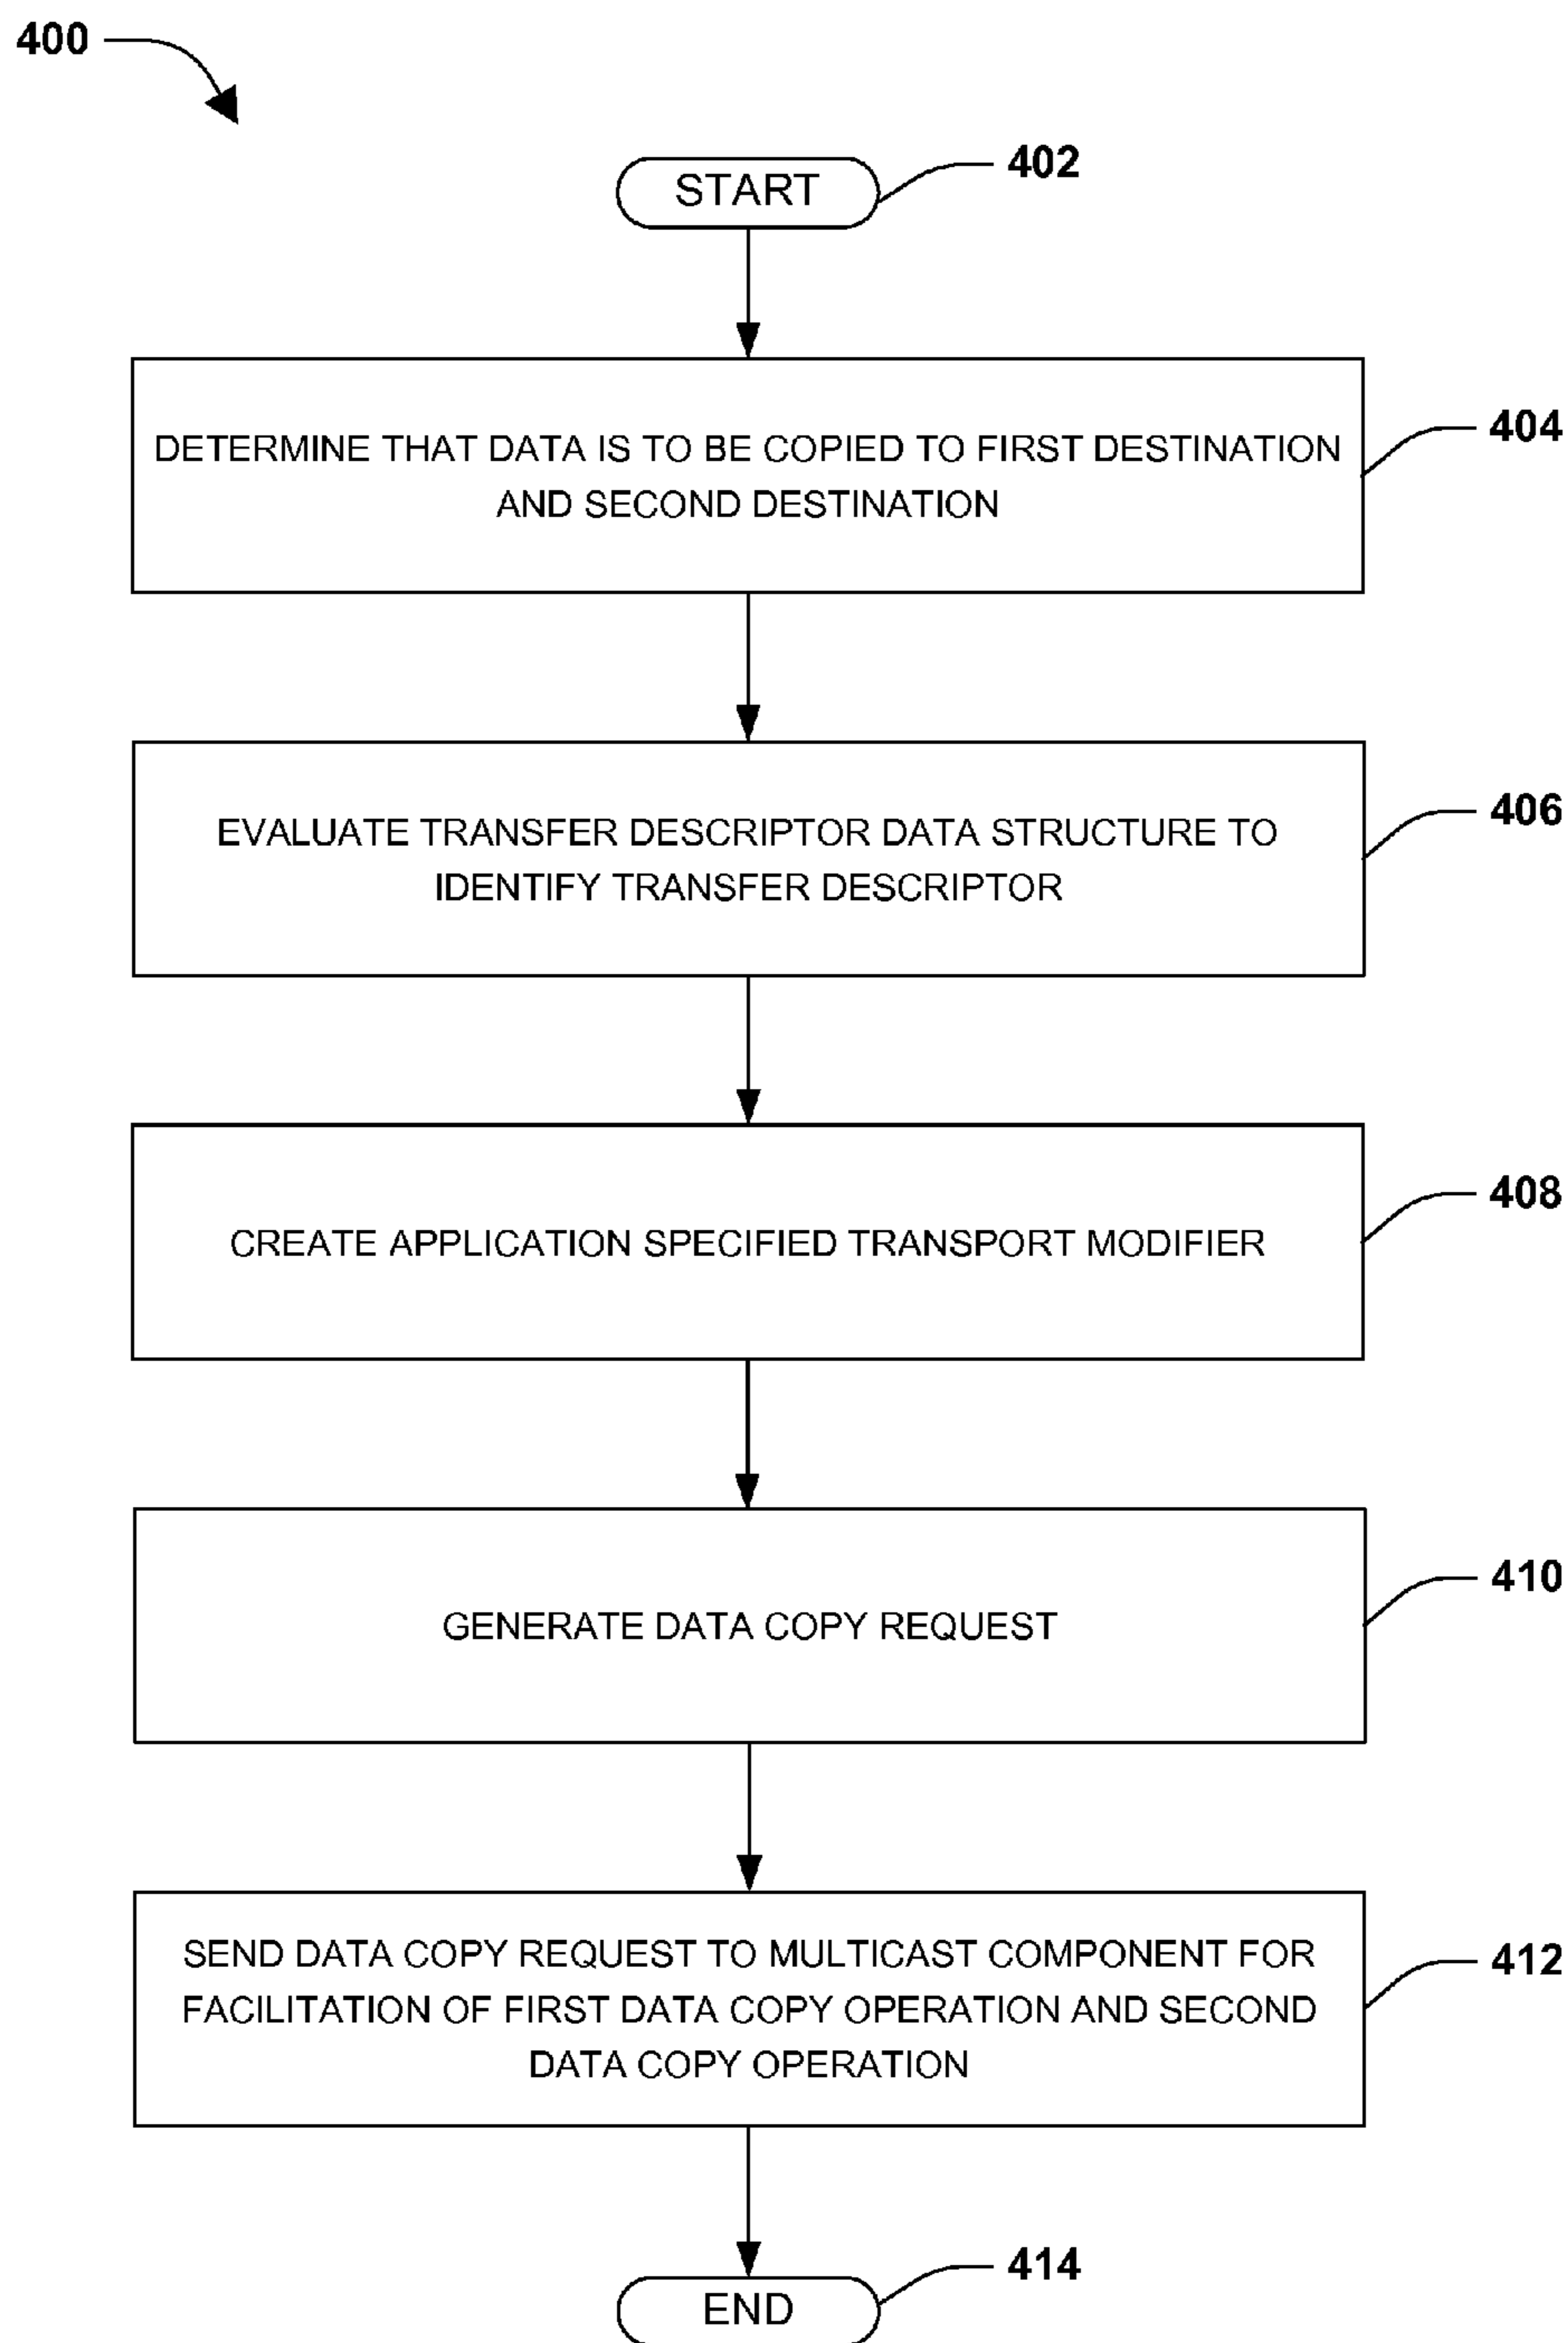 400
START
402
DETERMINE THAT DATA IS TO BE COPIED TO FIRST DESTINATION
AND SECOND DESTINATION
404
EVALUATE TRANSFER DESCRIPTOR DATA STRUCTURE TO
IDENTIFY TRANSFER DESCRIPTOR
406
CREATE APPLICATION SPECIFIED TRANSPORT MODIFIER
408
GENERATE DATA COPY REQUEST
410
SEND DATA COPY REQUEST TO MULTICAST COMPONENT FOR
FACILITATION OF FIRST DATA COPY OPERATION AND SECOND
DATA COPY OPERATION
412
END
414